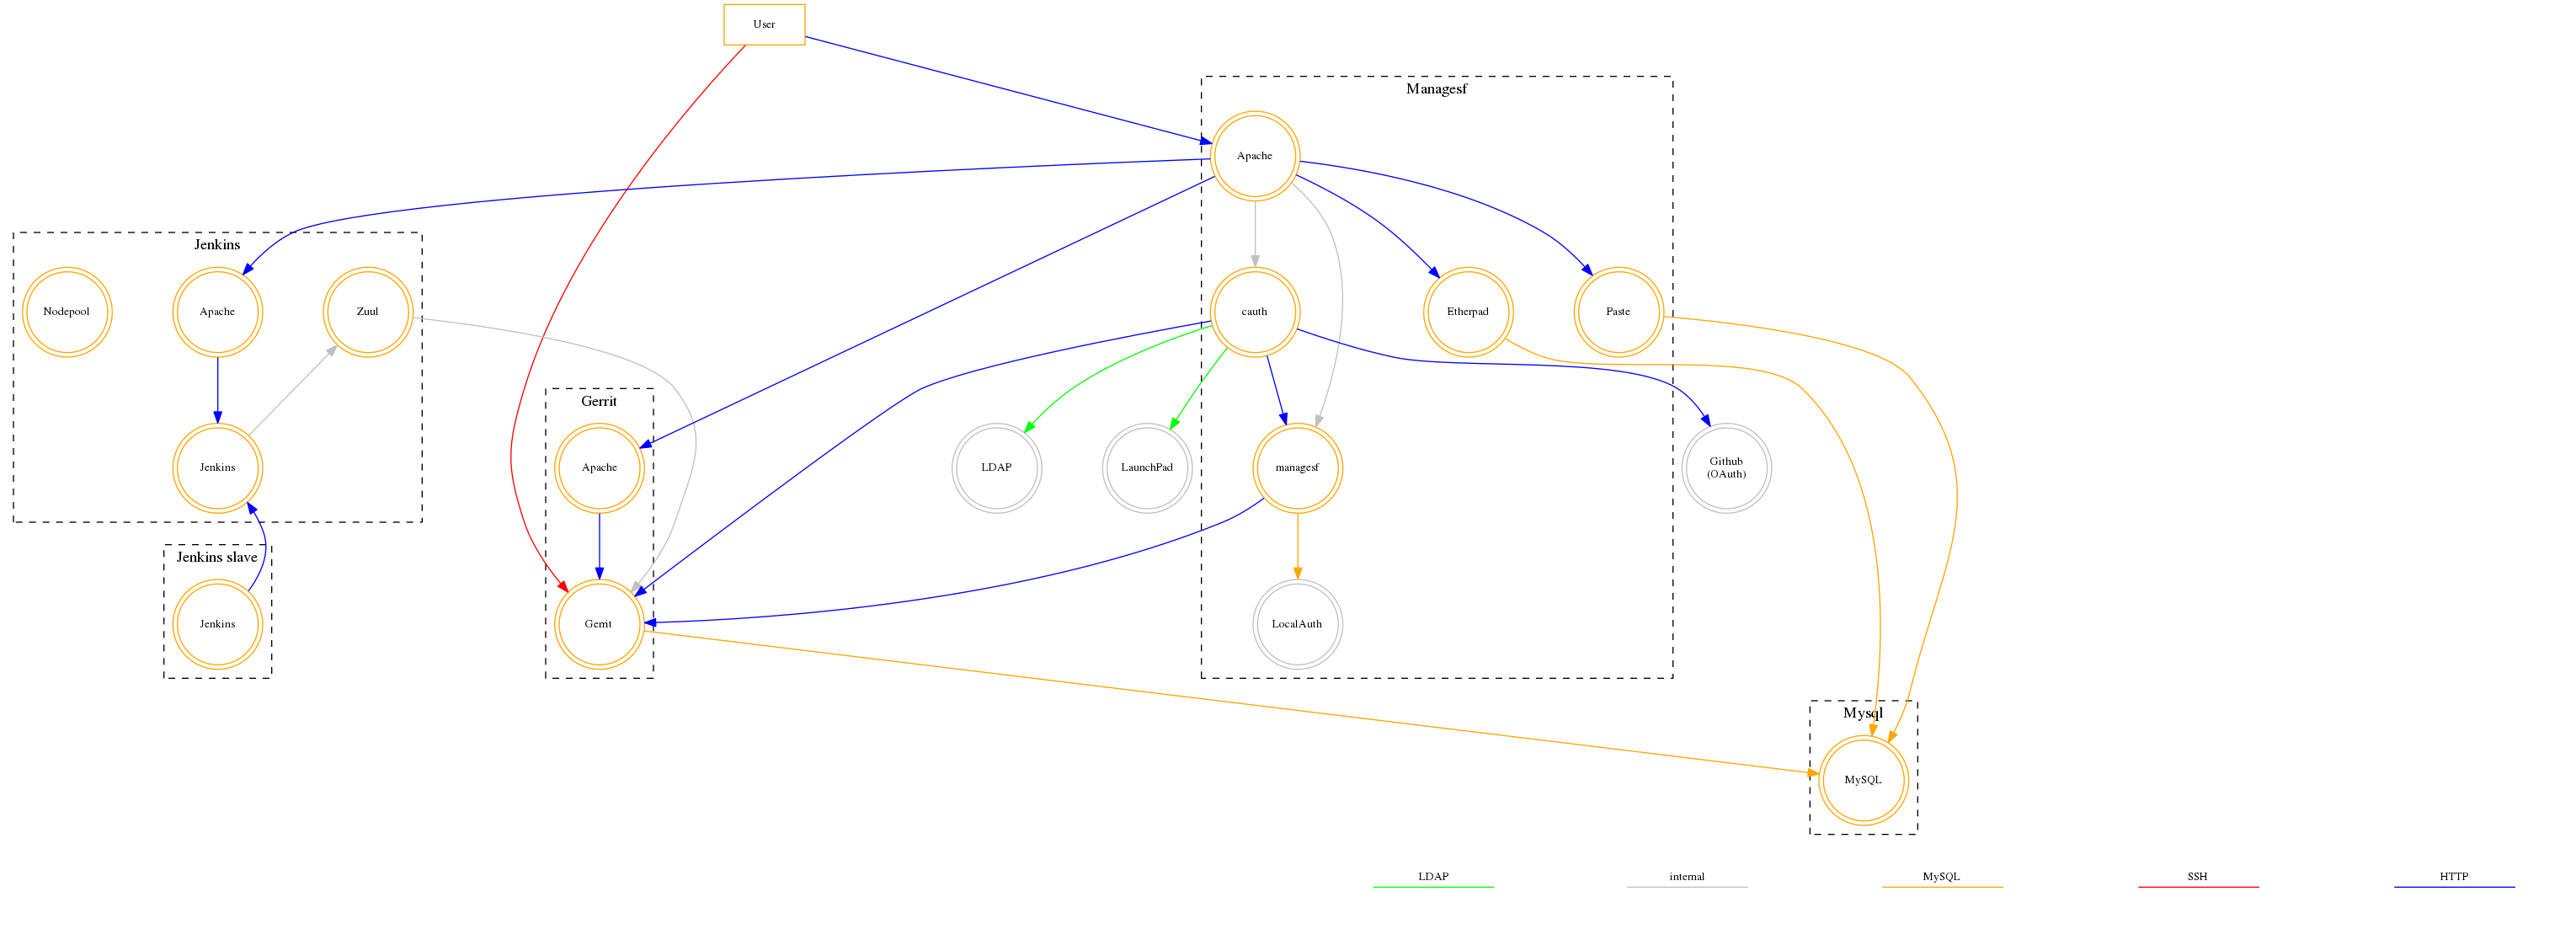 User
Managesf
Apache
Jenkins
Nodepool
Apache
Zuul
cauth
Etherpad
Paste
Gerrit
Jenkins
Apache
LDAP
LaunchPad
managesf
Github
(OAuth)
Jenkins slave
Jenkins
Gerrit
LocalAuth
Mysql
MySQL
LDAP
internal
MySQL
SSH
HTTP